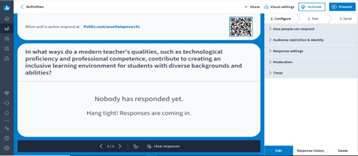 Activities
Share
Visual settings
Activate
Present
When poll is active respond at PollEv.com/assellatapova141
1. Configure
2. Test
3. Send
How people can respond
Audience restriction & identity
Response settings
Moderation
Timer
In what ways do a modern teacher's qualities, such as technological
proficiency and professional competence, contribute to creating an
inclusive learning environment for students with diverse backgrounds and
abilities?
Nobody has responded yet.
Hang tight! Responses are coming in.
Clear responses
Edit
Response history
Delete